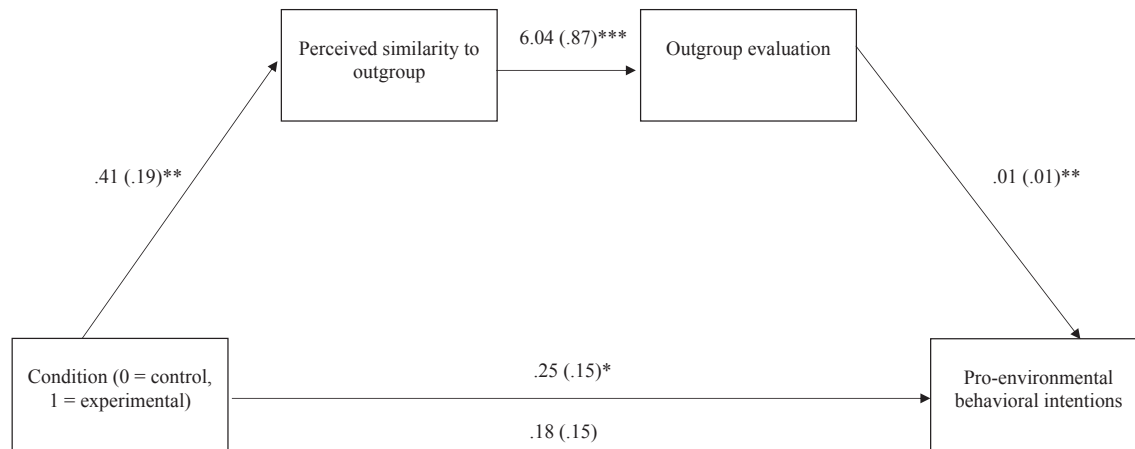 6.04 (.87)***
Perceived similarity to
outgroup
Outgroup evaluation
.41 (.19)**
.01 (.01)**
Condition (0 = control,
1 = experimental)
.25 (.15)*
.18 (.15)
Pro-environmental
behavioral intentions